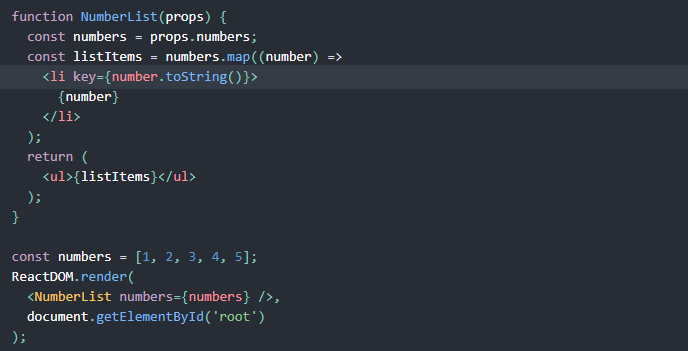 function NumberList(props) {
  const numbers = props.numbers;
  const listItems = numbers.map((number) =>
    <li key={number.toString()}>
      {number}
    </li>
  );
  return (
    <ul>{listItems}</ul>
  );
}

const numbers = [1, 2, 3, 4, 5];
ReactDOM.render(
  <NumberList numbers={numbers} />,
  document.getElementById('root')
);